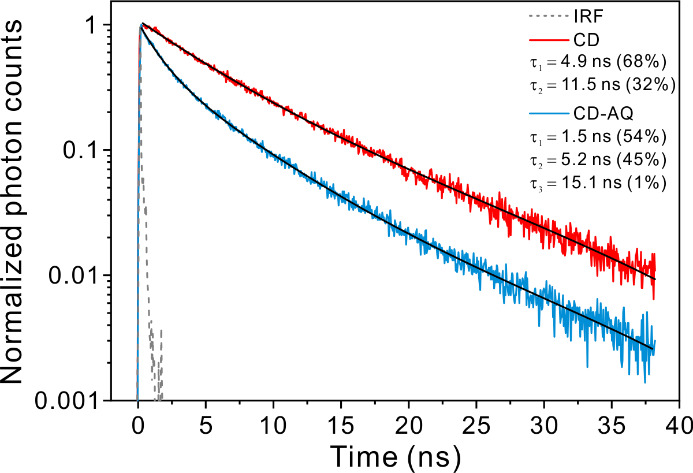 IRF
CD
τ₁ = 4.9 ns (68%)
τ₂ = 11.5 ns (32%)
CD-AQ
τ₁ = 1.5 ns (54%)
τ₂ = 5.2 ns (45%)
τ₃ = 15.1 ns (1%)
Normalized photon counts
1
0.1
0.01
0.001
0 5 10 15 20 25 30 35 40
Time (ns)